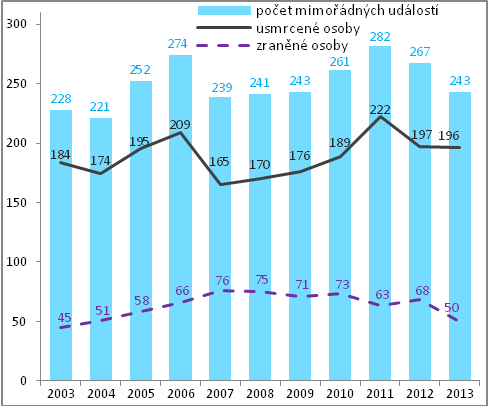 počet mimořádných událostí
usmrcené osoby
zraněné osoby
300
250
200
150
100
50
0
228 221 252 274 239 241 243 261 282 267 243
184 174 195 209 165 170 176 189 222 197 196
45 51 58 66 76 75 71 73 63 68 50
2003 2004 2005 2006 2007 2008 2009 2010 2011 2012 2013